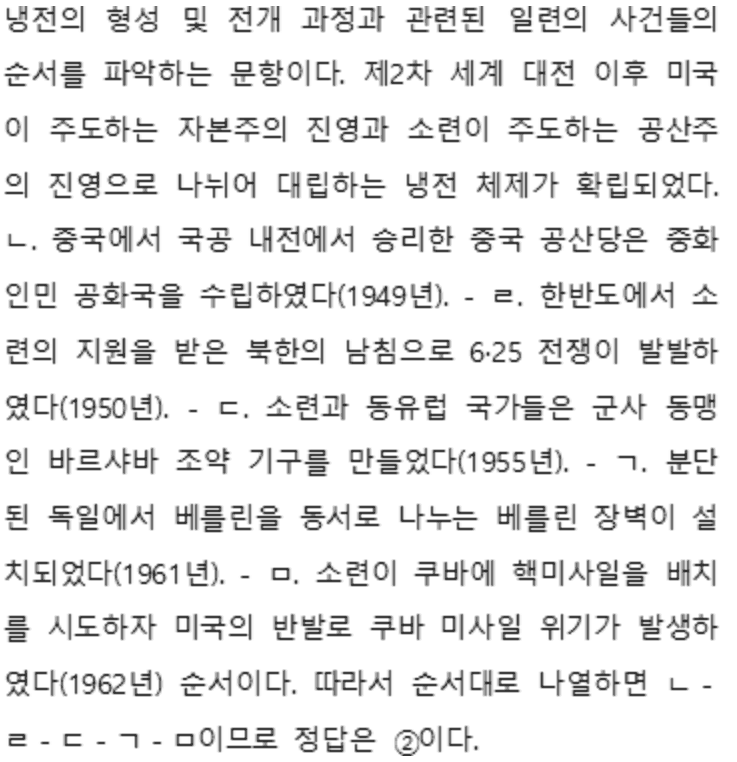 냉전의 형성 및 전개 과정과 관련된 일련의 사건들의
순서를 파악하는 문항이다. 제2차 세계 대전 이후 미국
이 주도하는 자본주의 진영과 소련이 주도하는 공산주
의 진영으로 나뉘어 대립하는 냉전 체제가 확립되었다.
ㄴ. 중국에서 국공 내전에서 승리한 중국 공산당은 중화
인민 공화국을 수립하였다(1949년). - ㄹ. 한반도에서 소
련의 지원을 받은 북한의 남침으로 6·25 전쟁이 발발하
였다(1950년). - ㄷ. 소련과 동유럽 국가들은 군사 동맹
인 바르샤바 조약 기구를 만들었다(1955년). - ㄱ. 분단
된 독일에서 베를린을 동서로 나누는 베를린 장벽이 설
치되었다(1961년). - ㅁ. 소련이 쿠바에 핵미사일을 배치
를 시도하자 미국의 반발로 쿠바 미사일 위기가 발생하
였다(1962년) 순서이다. 따라서 순서대로 나열하면 ㄴ -
ㄹ - ㄷ - ㄱ - ㅁ이므로 정답은 ②이다.